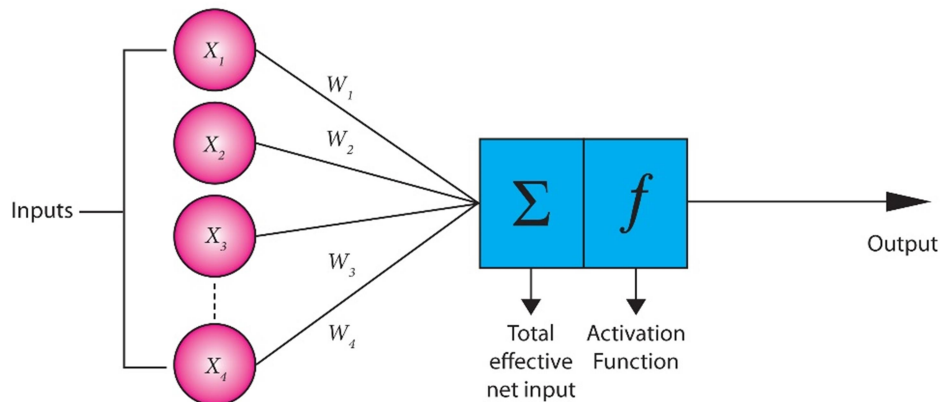 X₁
W₁
X₂
W₂
Inputs
X₃
W₃
X₄
W₄
Σ
f
Output
Total
effective
net input
Activation
Function